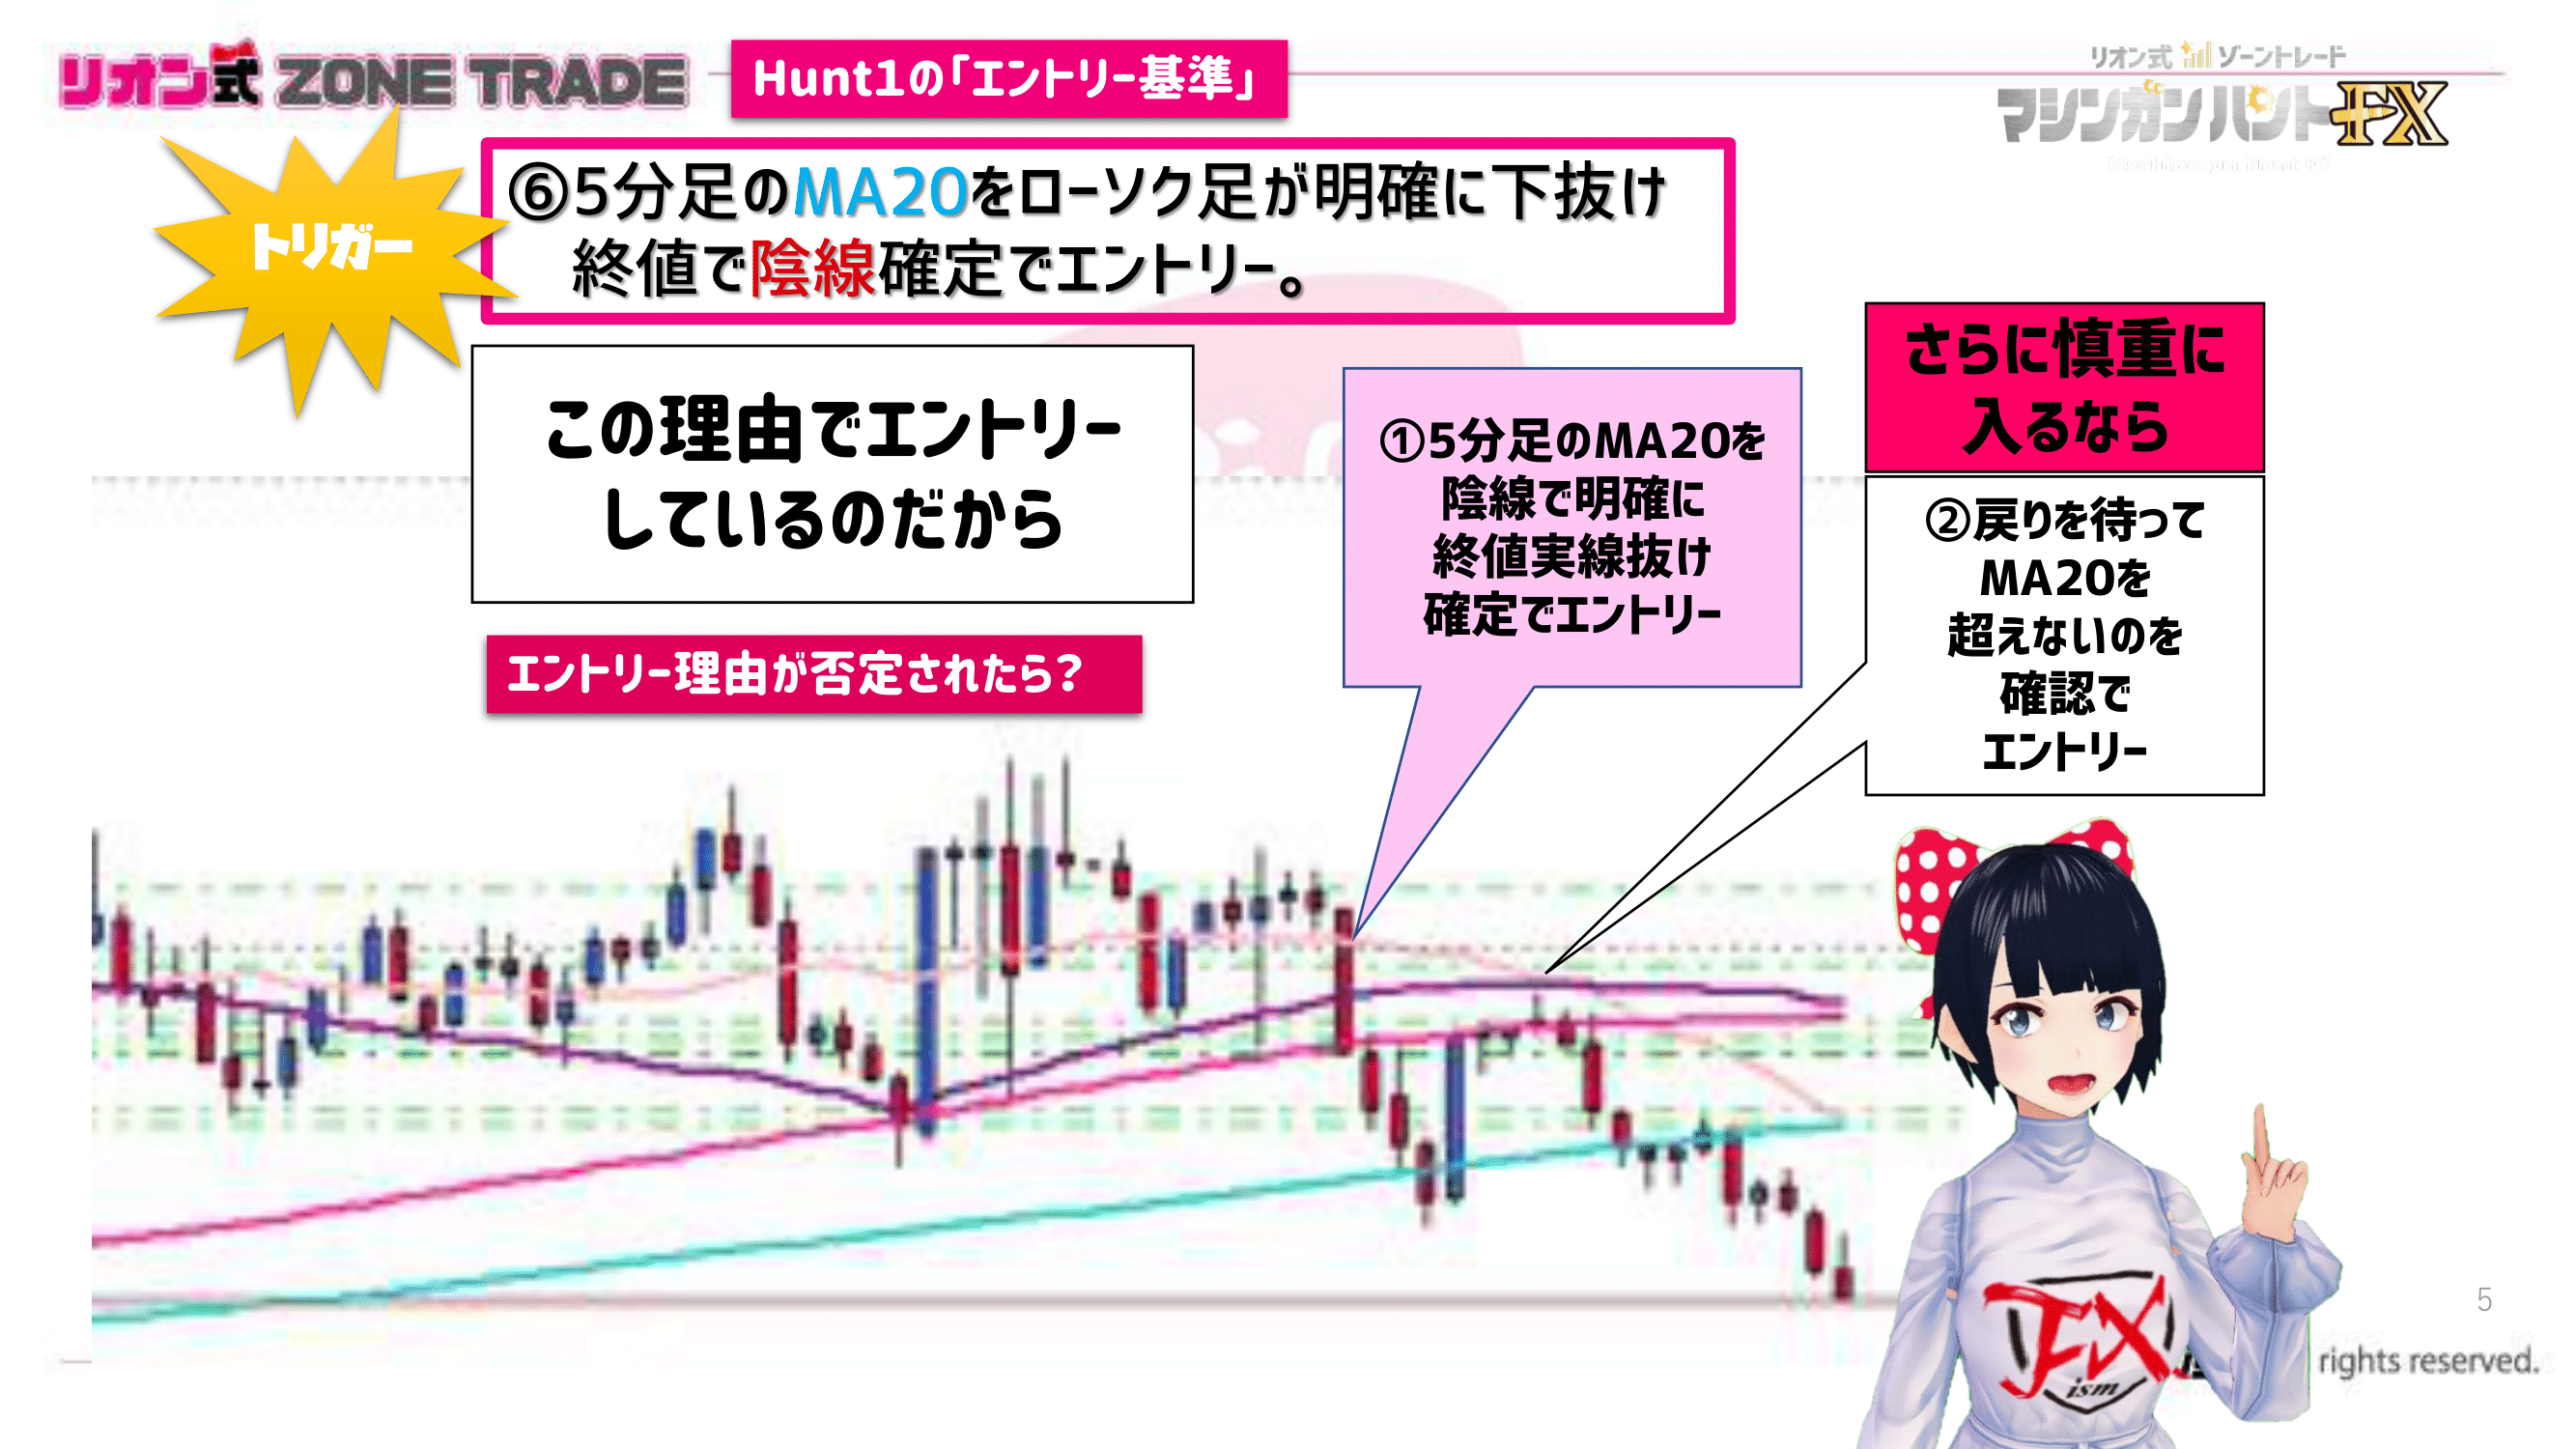 リオン式 ZONE TRADE
Hunt1の「エントリー基準」
リオン式 ゾーントレード
マシンガンハントFX
トリガー
⑥5分足のMA20をローソク足が明確に下抜け
終値で陰線確定でエントリー。
この理由でエントリー
しているのだから
エントリー理由が否定されたら?
①5分足のMA20を
陰線で明確に
終値実線抜け
確定でエントリー
さらに慎重に
入るなら
②戻りを待って
MA20を
超えないのを
確認で
エントリー
FX
ism
5
rights reserved.